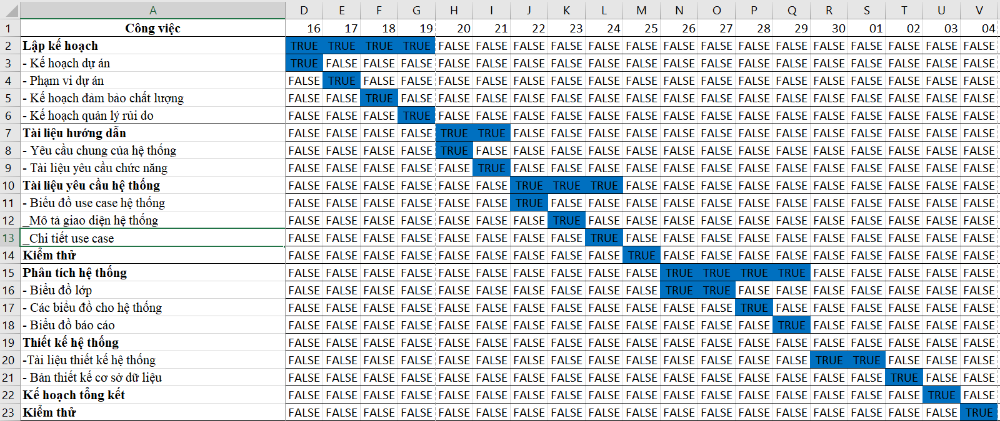 A D E F G H I J K L M N O P Q R S T U V
1 Công việc 16 17 18 19 20 21 22 23 24 25 26 27 28 29 30 01 02 03 04
2 Lập kế hoạch TRUE TRUE TRUE TRUE FALSE FALSE FALSE FALSE FALSE FALSE FALSE FALSE FALSE FALSE FALSE FALSE FALSE FALSE FALSE
3 - Kế hoạch dự án TRUE FALSE FALSE FALSE FALSE FALSE FALSE FALSE FALSE FALSE FALSE FALSE FALSE FALSE FALSE FALSE FALSE FALSE FALSE
4 - Phạm vi dự án FALSE TRUE FALSE FALSE FALSE FALSE FALSE FALSE FALSE FALSE FALSE FALSE FALSE FALSE FALSE FALSE FALSE FALSE FALSE
5 - Kế hoạch đảm bảo chất lượng FALSE FALSE TRUE FALSE FALSE FALSE FALSE FALSE FALSE FALSE FALSE FALSE FALSE FALSE FALSE FALSE FALSE FALSE FALSE
6 - Kế hoạch quản lý rủi do FALSE FALSE FALSE TRUE FALSE FALSE FALSE FALSE FALSE FALSE FALSE FALSE FALSE FALSE FALSE FALSE FALSE FALSE FALSE
7 Tài liệu hướng dẫn FALSE FALSE FALSE FALSE TRUE TRUE FALSE FALSE FALSE FALSE FALSE FALSE FALSE FALSE FALSE FALSE FALSE FALSE FALSE
8 - Yêu cầu chung của hệ thống FALSE FALSE FALSE FALSE TRUE FALSE FALSE FALSE FALSE FALSE FALSE FALSE FALSE FALSE FALSE FALSE FALSE FALSE FALSE
9 - Tài liệu yêu cầu chức năng FALSE FALSE FALSE FALSE FALSE TRUE FALSE FALSE FALSE FALSE FALSE FALSE FALSE FALSE FALSE FALSE FALSE FALSE FALSE
10 Tài liệu yêu cầu hệ thống FALSE FALSE FALSE FALSE FALSE FALSE TRUE TRUE TRUE FALSE FALSE FALSE FALSE FALSE FALSE FALSE FALSE FALSE FALSE
11 - Biểu đồ use case hệ thống FALSE FALSE FALSE FALSE FALSE FALSE TRUE FALSE FALSE FALSE FALSE FALSE FALSE FALSE FALSE FALSE FALSE FALSE FALSE
12 _Mô tả giao diện hệ thống FALSE FALSE FALSE FALSE FALSE FALSE FALSE TRUE FALSE FALSE FALSE FALSE FALSE FALSE FALSE FALSE FALSE FALSE FALSE
13 _Chi tiết use case FALSE FALSE FALSE FALSE FALSE FALSE FALSE FALSE TRUE FALSE FALSE FALSE FALSE FALSE FALSE FALSE FALSE FALSE FALSE
14 Kiểm thử FALSE FALSE FALSE FALSE FALSE FALSE FALSE FALSE FALSE TRUE FALSE FALSE FALSE FALSE FALSE FALSE FALSE FALSE FALSE
15 Phân tích hệ thống FALSE FALSE FALSE FALSE FALSE FALSE FALSE FALSE FALSE FALSE TRUE TRUE TRUE TRUE FALSE FALSE FALSE FALSE FALSE
16 - Biểu đồ lớp FALSE FALSE FALSE FALSE FALSE FALSE FALSE FALSE FALSE FALSE TRUE TRUE FALSE FALSE FALSE FALSE FALSE FALSE FALSE
17 - Các biểu đồ cho hệ thống FALSE FALSE FALSE FALSE FALSE FALSE FALSE FALSE FALSE FALSE FALSE FALSE TRUE FALSE FALSE FALSE FALSE FALSE FALSE
18 - Biểu đồ báo cáo FALSE FALSE FALSE FALSE FALSE FALSE FALSE FALSE FALSE FALSE FALSE FALSE FALSE TRUE FALSE FALSE FALSE FALSE FALSE
19 Thiết kế hệ thống FALSE FALSE FALSE FALSE FALSE FALSE FALSE FALSE FALSE FALSE FALSE FALSE FALSE FALSE FALSE FALSE FALSE FALSE FALSE
20 -Tài liệu thiết kế hệ thống FALSE FALSE FALSE FALSE FALSE FALSE FALSE FALSE FALSE FALSE FALSE FALSE FALSE FALSE TRUE TRUE FALSE FALSE FALSE
21 - Bản thiết kế cơ sở dữ liệu FALSE FALSE FALSE FALSE FALSE FALSE FALSE FALSE FALSE FALSE FALSE FALSE FALSE FALSE FALSE FALSE TRUE FALSE FALSE
22 Kế hoạch tổng kết FALSE FALSE FALSE FALSE FALSE FALSE FALSE FALSE FALSE FALSE FALSE FALSE FALSE FALSE FALSE FALSE FALSE TRUE FALSE
23 Kiểm thử FALSE FALSE FALSE FALSE FALSE FALSE FALSE FALSE FALSE FALSE FALSE FALSE FALSE FALSE FALSE FALSE FALSE FALSE TRUE